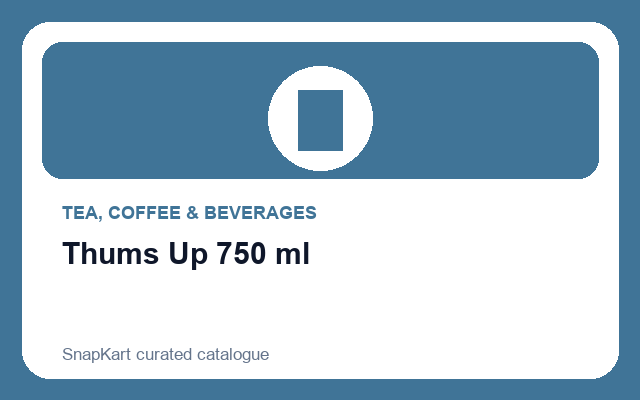 TEA, COFFEE & BEVERAGES
Thums Up 750 ml
SnapKart curated catalogue